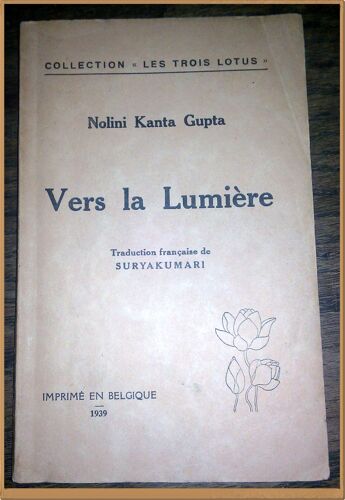 COLLECTION « LES TROIS LOTUS »
Nolini Kanta Gupta
Vers la Lumière
Traduction française de
SURYAKUMARI
IMPRIMÉ EN BELGIQUE
—
1939